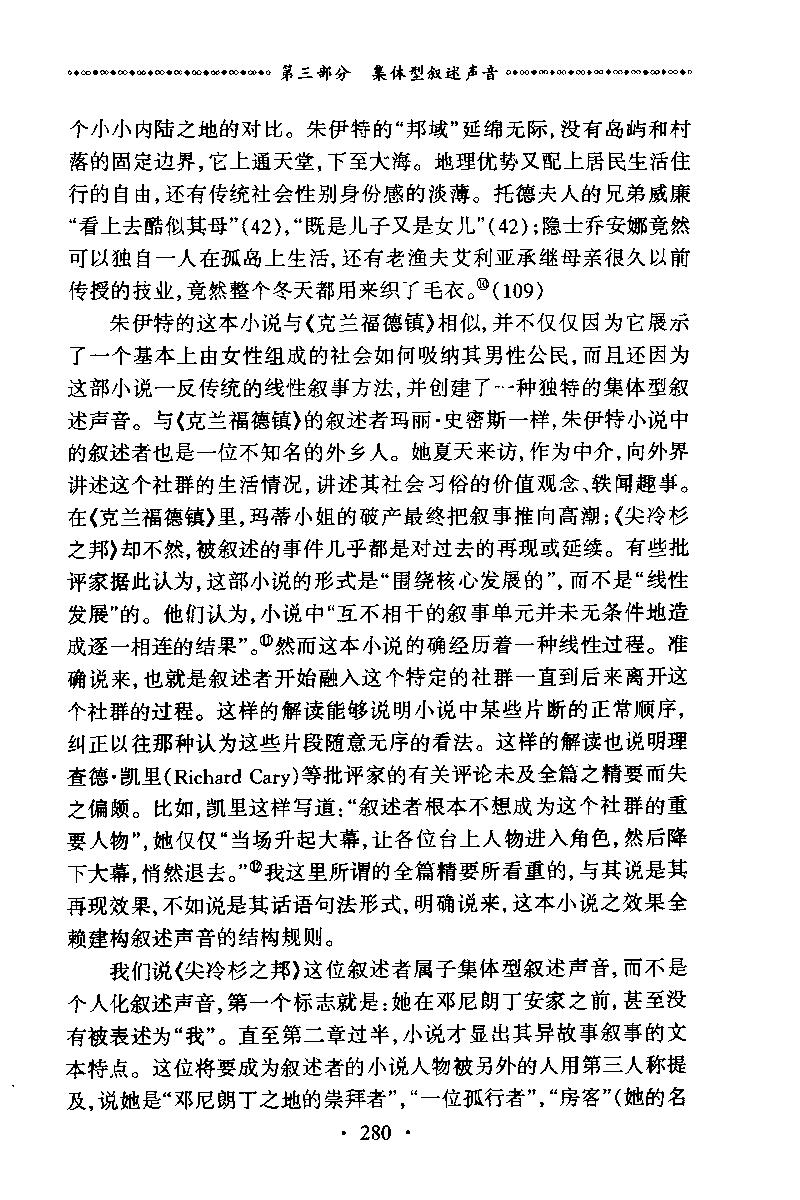 第三部分 集体型叙述声音
个小小内陆之地的对比。朱伊特的“邦域”延绵无际,没有岛屿和村
落的固定边界,它上通天堂,下至大海。地理优势又配上居民生活住
行的自由,还有传统社会性别身份感的淡薄。托德夫人的兄弟威廉
“看上去酷似其母”(42),“既是儿子又是女儿”(42);隐士乔安娜竟然
可以独自一人在孤岛上生活,还有老渔夫艾利亚承继母亲很久以前
传授的技业,竟然整个冬天都用来织了毛衣。⑩(109)
朱伊特的这本小说与《克兰福德镇》相似,并不仅仅因为它展示
了一个基本上由女性组成的社会如何吸纳其男性公民,而且还因为
这部小说一反传统的线性叙事方法,并创建了一种独特的集体型叙
述声音。与《克兰福德镇》的叙述者玛丽·史密斯一样,朱伊特小说中
的叙述者也是一位不知名的外乡人。她夏天来访,作为中介,向外界
讲述这个社群的生活情况,讲述其社会习俗的价值观念、轶闻趣事。
在《克兰福德镇》里,玛蒂小姐的破产最终把叙事推向高潮;《尖冷杉
之邦》却不然,被叙述的事件几乎都是对过去的再现或延续。有些批
评家据此认为,这部小说的形式是“围绕核心发展的”,而不是“线性
发展”的。他们认为,小说中“互不相干的叙事单元并未无条件地造
成逐一相连的结果”。⑪然而这本小说的确经历着一种线性过程。准
确说来,也就是叙述者开始融入这个特定的社群一直到后来离开这
个社群的过程。这样的解读能够说明小说中某些片断的正常顺序,
纠正以往那种认为这些片段随意无序的看法。这样的解读也说明理
查德·凯里(Richard Cary)等批评家的有关评论未及全篇之精要而失
之偏颇。比如,凯里这样写道:“叙述者根本不想成为这个社群的重
要人物”,她仅仅“当场升起大幕,让各位台上人物进入角色,然后降
下大幕,悄然退去。”⑫我这里所谓的全篇精要所看重的,与其说是其
再现效果,不如说是其话语句法形式,明确说来,这本小说之效果全
赖建构叙述声音的结构规则。
我们说《尖冷杉之邦》这位叙述者属子集体型叙述声音,而不是
个人化叙述声音,第一个标志就是:她在邓尼朗丁安家之前,甚至没
有被表述为“我”。直至第二章过半,小说才显出其异故事叙事的文
本特点。这位将要成为叙述者的小说人物被另外的人用第三人称提
及,说她是“邓尼朗丁之地的崇拜者”,“一位孤行者”,“房客”(她的名
· 280 ·